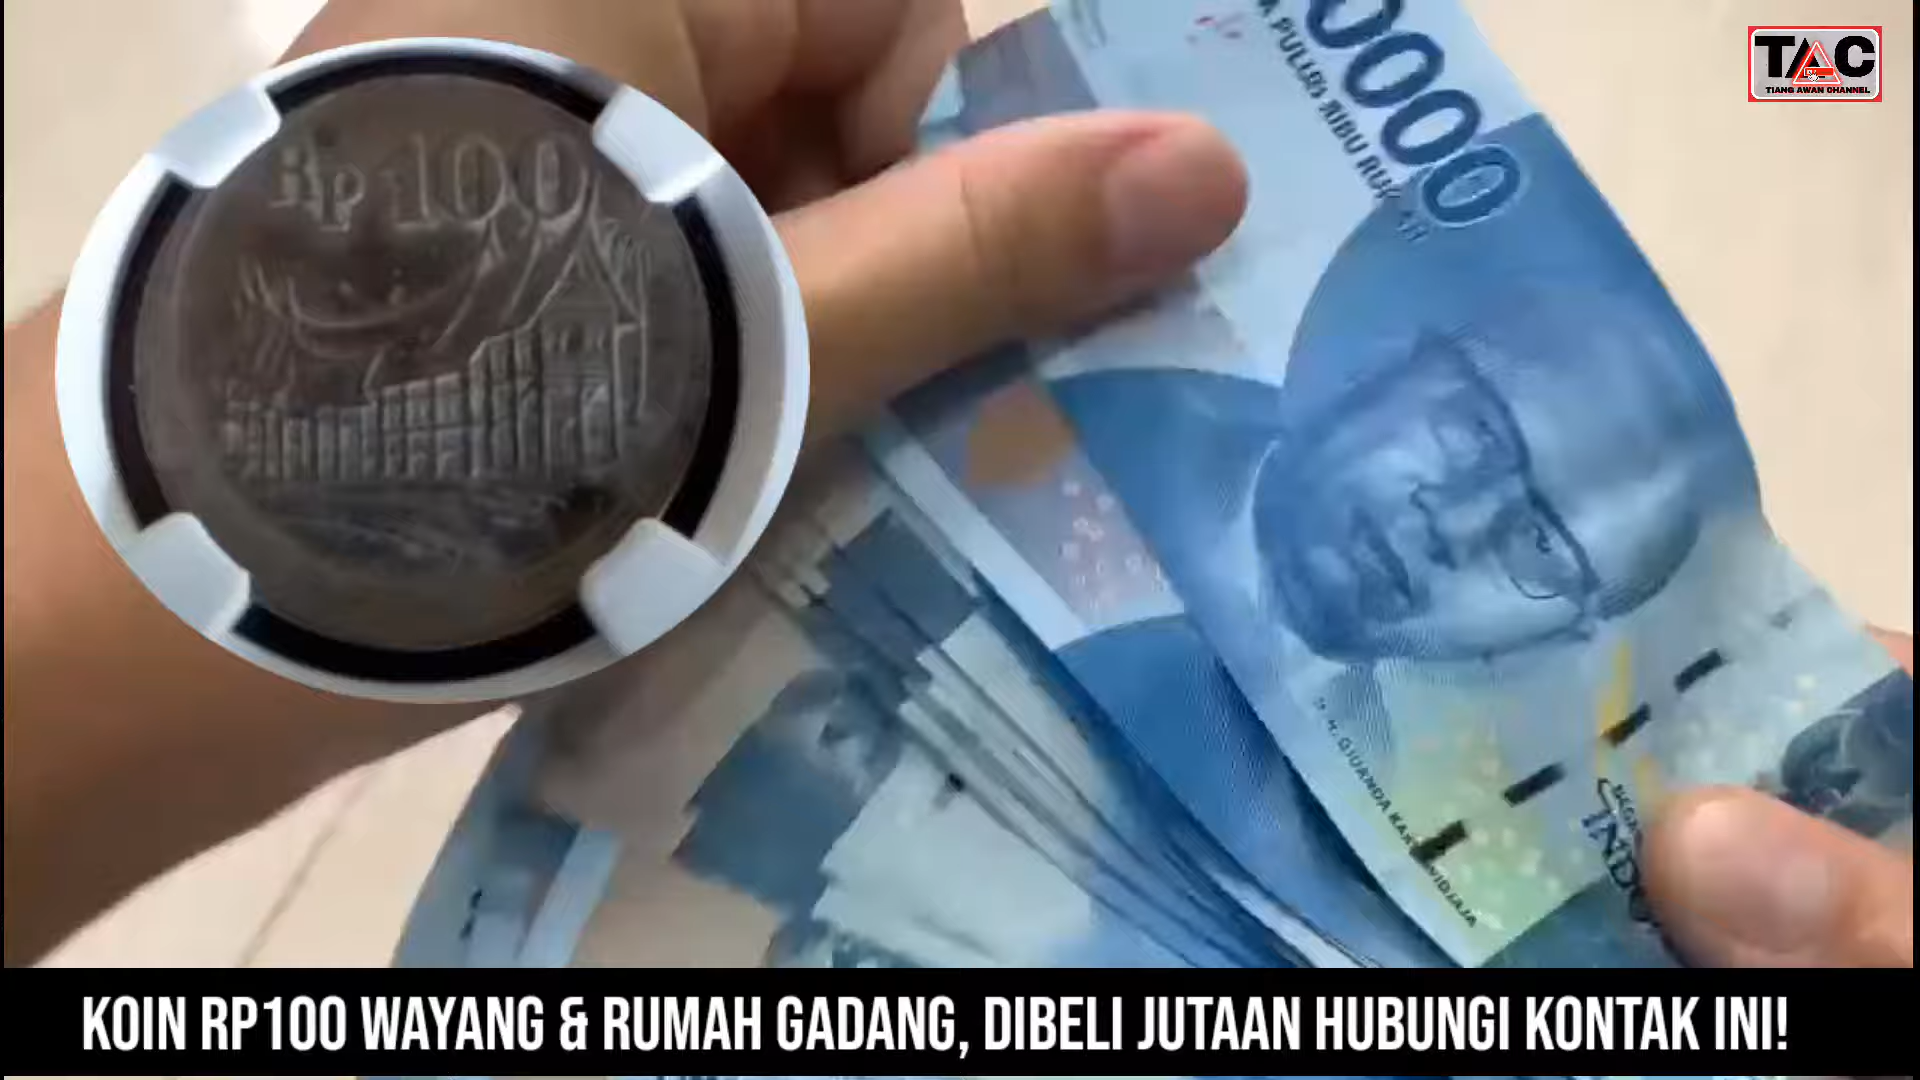 Rp 100
TAC
TIANG AWAN CHANNEL
0000
PULUH RIBU RUPIAH
KOIN RP100 WAYANG & RUMAH GADANG, DIBELI JUTAAN HUBUNGI KONTAK INI!